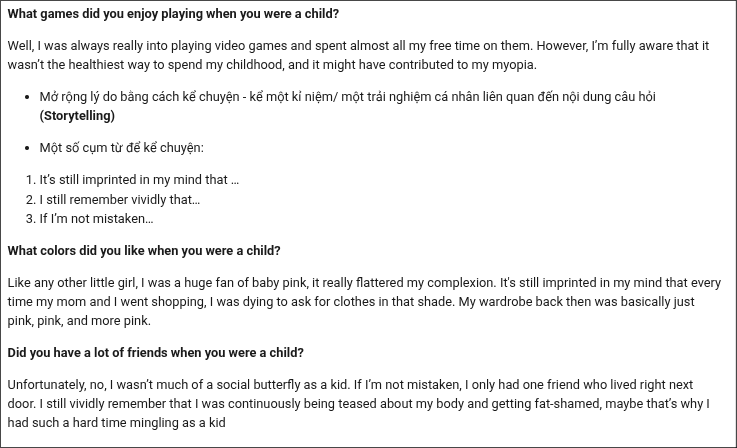 What games did you enjoy playing when you were a child?
Well, I was always really into playing video games and spent almost all my free time on them. However, I’m fully aware that it
wasn’t the healthiest way to spend my childhood, and it might have contributed to my myopia.
• Mở rộng lý do bằng cách kể chuyện - kể một kỉ niệm/ một trải nghiệm cá nhân liên quan đến nội dung câu hỏi
(Storytelling)
• Một số cụm từ để kể chuyện:
1. It’s still imprinted in my mind that ...
2. I still remember vividly that…
3. If I’m not mistaken…
What colors did you like when you were a child?
Like any other little girl, I was a huge fan of baby pink, it really flattered my complexion. It's still imprinted in my mind that every
time my mom and I went shopping, I was dying to ask for clothes in that shade. My wardrobe back then was basically just
pink, pink, and more pink.
Did you have a lot of friends when you were a child?
Unfortunately, no, I wasn’t much of a social butterfly as a kid. If I’m not mistaken, I only had one friend who lived right next
door. I still vividly remember that I was continuously being teased about my body and getting fat-shamed, maybe that’s why I
had such a hard time mingling as a kid